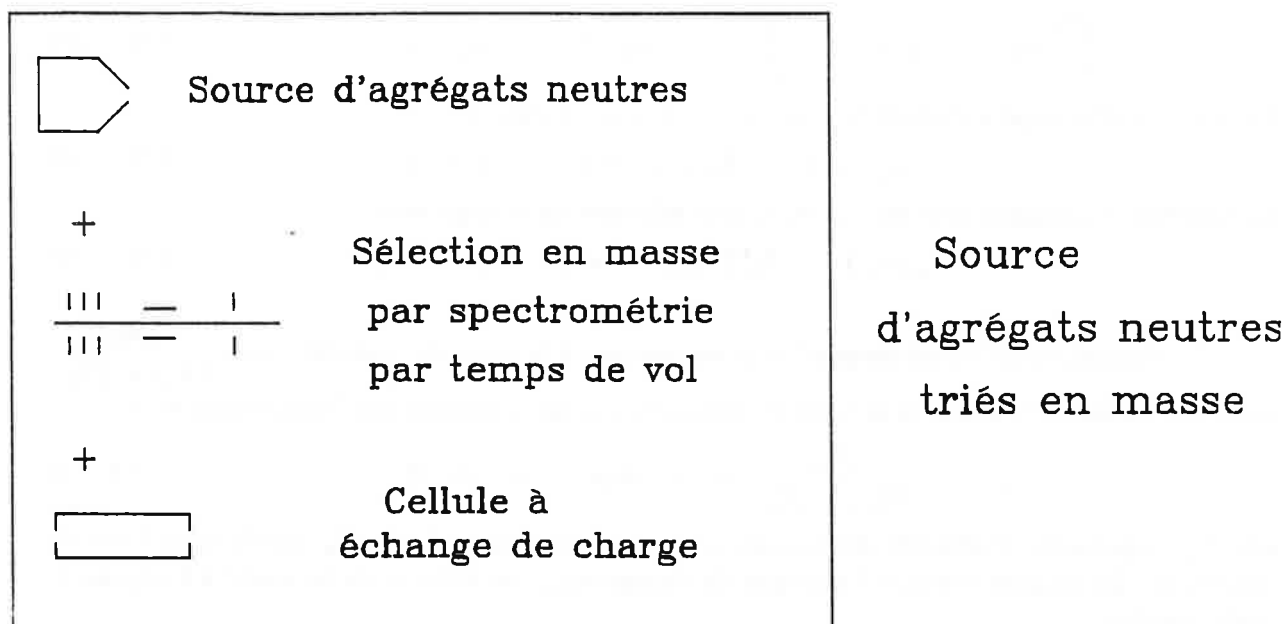 Source d'agrégats neutres
+
Sélection en masse
par spectrométrie
par temps de vol
+
Cellule à
échange de charge
Source
d'agrégats neutres
triés en masse